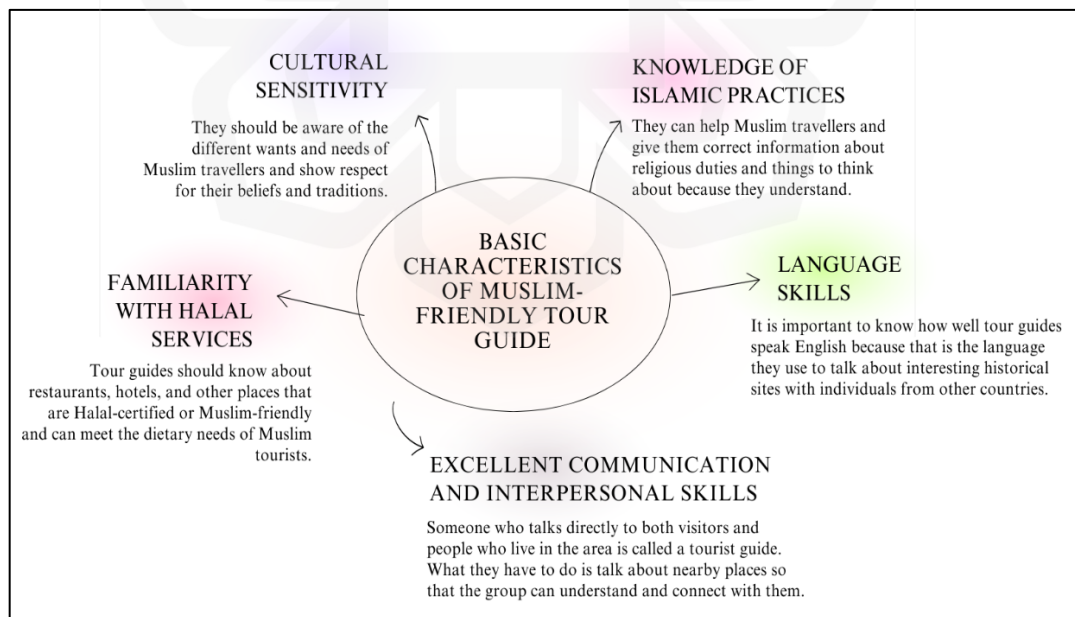 CULTURAL
SENSITIVITY
They should be aware of the
different wants and needs of
Muslim travellers and show respect
for their beliefs and traditions.
KNOWLEDGE OF
ISLAMIC PRACTICES
They can help Muslim travellers and
give them correct information about
religious duties and things to think
about because they understand.
BASIC
CHARACTERISTICS
OF MUSLIM-
FRIENDLY TOUR
GUIDE
FAMILIARITY
WITH HALAL
SERVICES
Tour guides should know about
restaurants, hotels, and other places that
are Halal-certified or Muslim-friendly
and can meet the dietary needs of Muslim
tourists.
LANGUAGE
SKILLS
It is important to know how well tour guides
speak English because that is the language
they use to talk about interesting historical
sites with individuals from other countries.
EXCELLENT COMMUNICATION
AND INTERPERSONAL SKILLS
Someone who talks directly to both visitors and
people who live in the area is called a tourist guide.
What they have to do is talk about nearby places so
that the group can understand and connect with them.